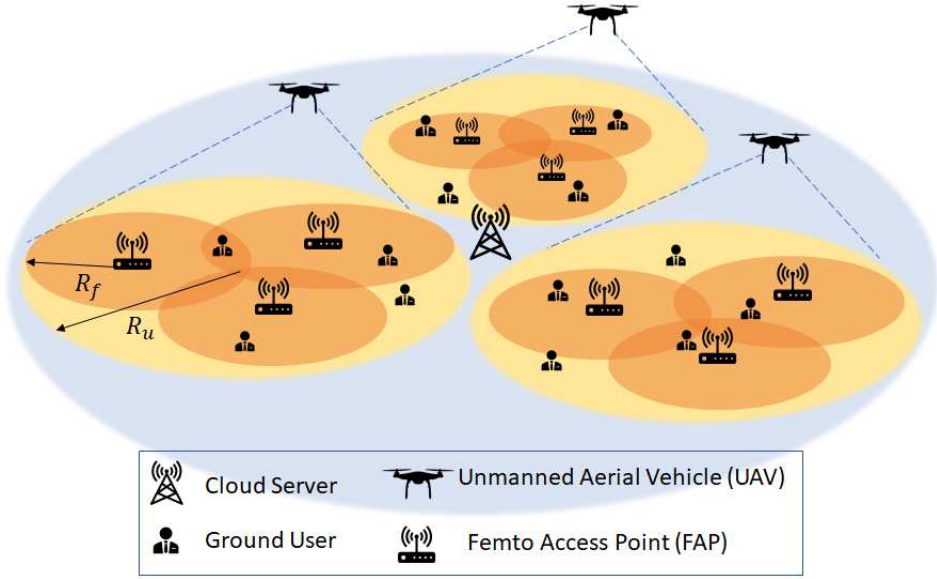 R_f
R_u
Cloud Server
Unmanned Aerial Vehicle (UAV)
Ground User
Femto Access Point (FAP)